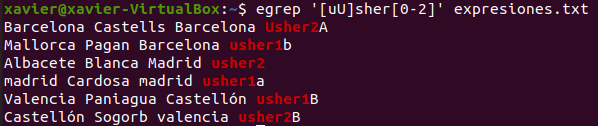 xavier@xavier-VirtualBox:~$ egrep '[uU]sher[0-2]' expresiones.txt
Barcelona Castells Barcelona Usher2A
Mallorca Pagan Barcelona usher1b
Albacete Blanca Madrid usher2
madrid Cardosa madrid usher1a
Valencia Paniagua Castellón usher1B
Castellón Sogorb valencia usher2B